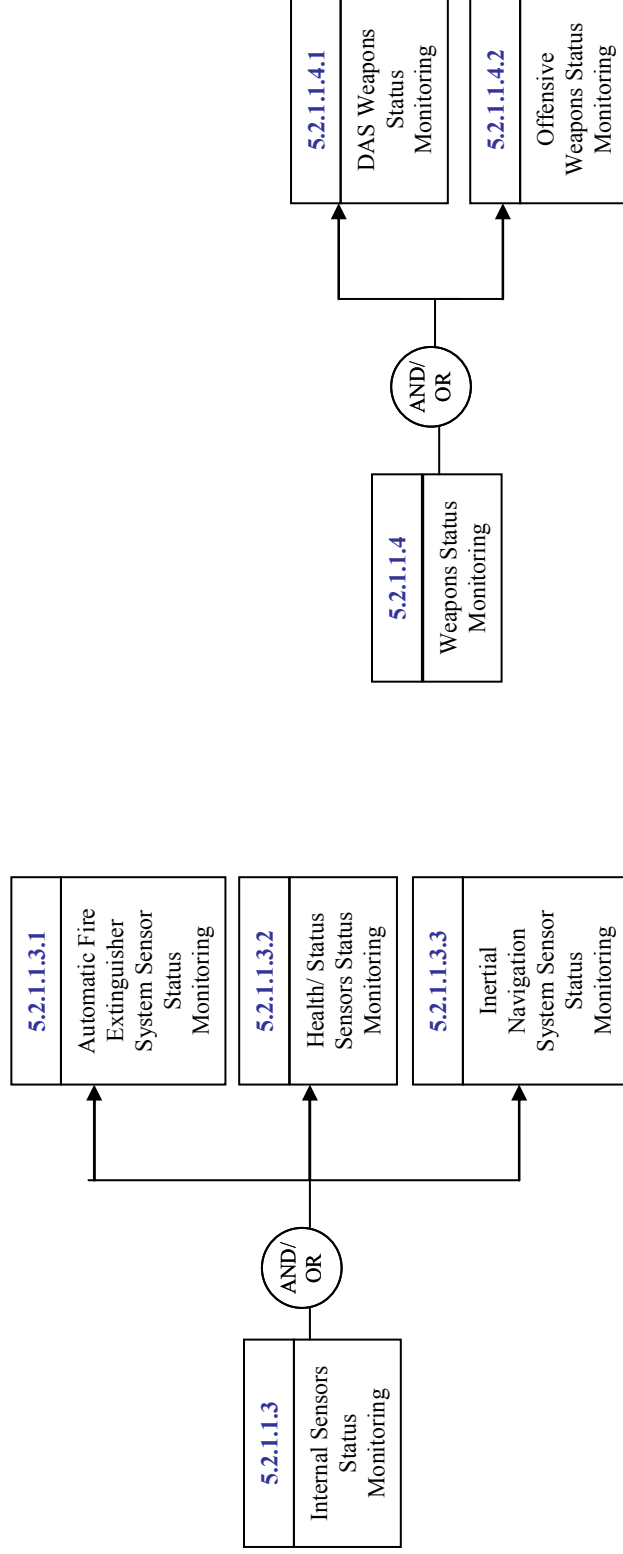 5.2.1.1.3
Internal Sensors
Status
Monitoring
AND/
OR
5.2.1.1.3.1
Automatic Fire
Extinguisher
System Sensor
Status
Monitoring
5.2.1.1.3.2
Health/ Status
Sensors Status
Monitoring
5.2.1.1.3.3
Inertial
Navigation
System Sensor
Status
Monitoring
5.2.1.1.4
Weapons Status
Monitoring
AND/
OR
5.2.1.1.4.1
DAS Weapons
Status
Monitoring
5.2.1.1.4.2
Offensive
Weapons Status
Monitoring